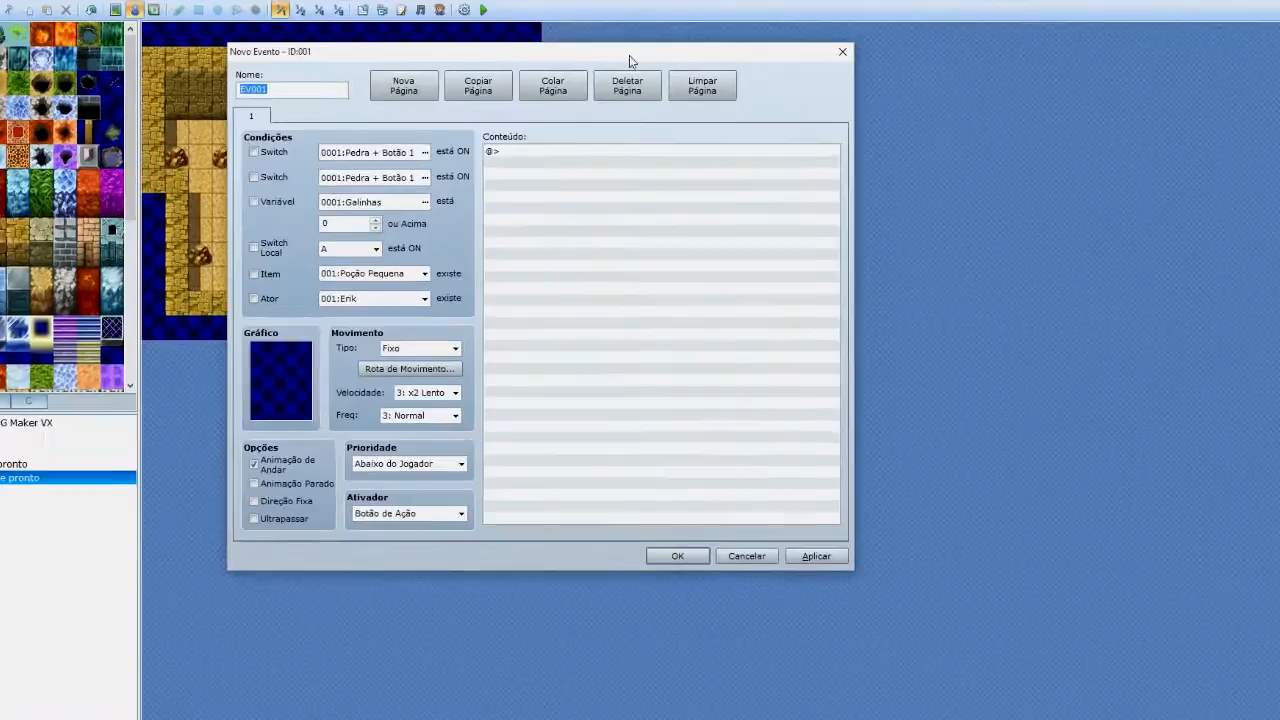 Novo Evento - ID:001
Nome:
EV001
Nova Página
Copiar Página
Colar Página
Deletar Página
Limpar Página
1
Condições
Switch 0001:Pedra + Botão 1 ... está ON
Switch 0001:Pedra + Botão 1 ... está ON
Variável 0001:Galinhas ... está
0 ou Acima
Switch Local A está ON
Item 001:Poção Pequena existe
Ator 001:Erik existe
Conteúdo:
@>
Gráfico
Movimento
Tipo: Fixo
Rota de Movimento...
Velocidade: 3: x2 Lento
Freq: 3: Normal
Opções
Animação de Andar
Animação Parado
Direção Fixa
Ultrapassar
Prioridade
Abaixo do Jogador
Ativador
Botão de Ação
OK
Cancelar
Aplicar
C
G Maker VX
pronto
e pronto